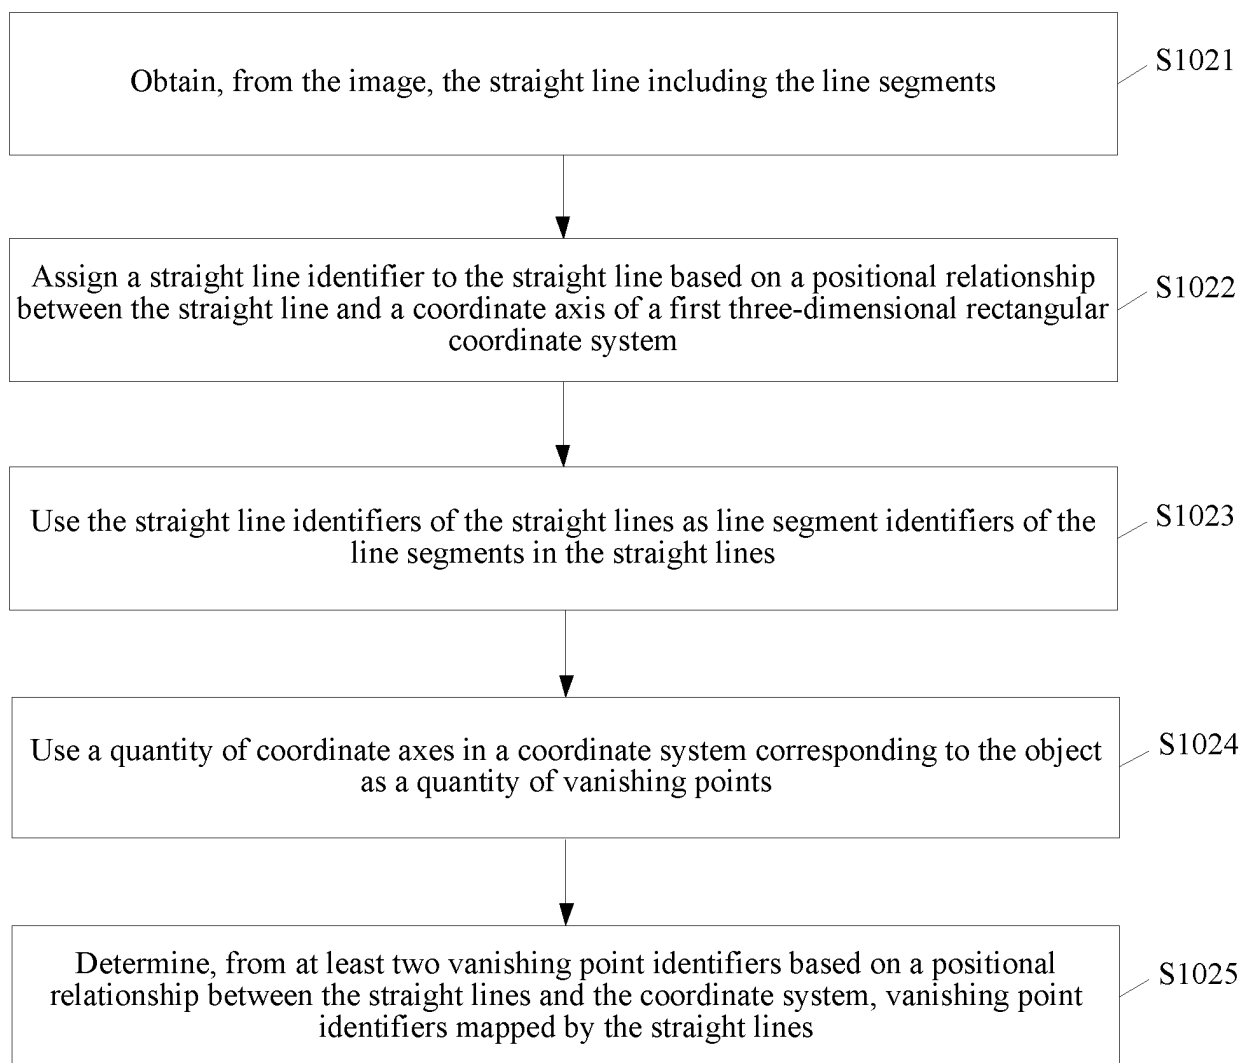 Obtain, from the image, the straight line including the line segments
S1021
Assign a straight line identifier to the straight line based on a positional relationship
between the straight line and a coordinate axis of a first three-dimensional rectangular
coordinate system
S1022
Use the straight line identifiers of the straight lines as line segment identifiers of the
line segments in the straight lines
S1023
Use a quantity of coordinate axes in a coordinate system corresponding to the object
as a quantity of vanishing points
S1024
Determine, from at least two vanishing point identifiers based on a positional
relationship between the straight lines and the coordinate system, vanishing point
identifiers mapped by the straight lines
S1025